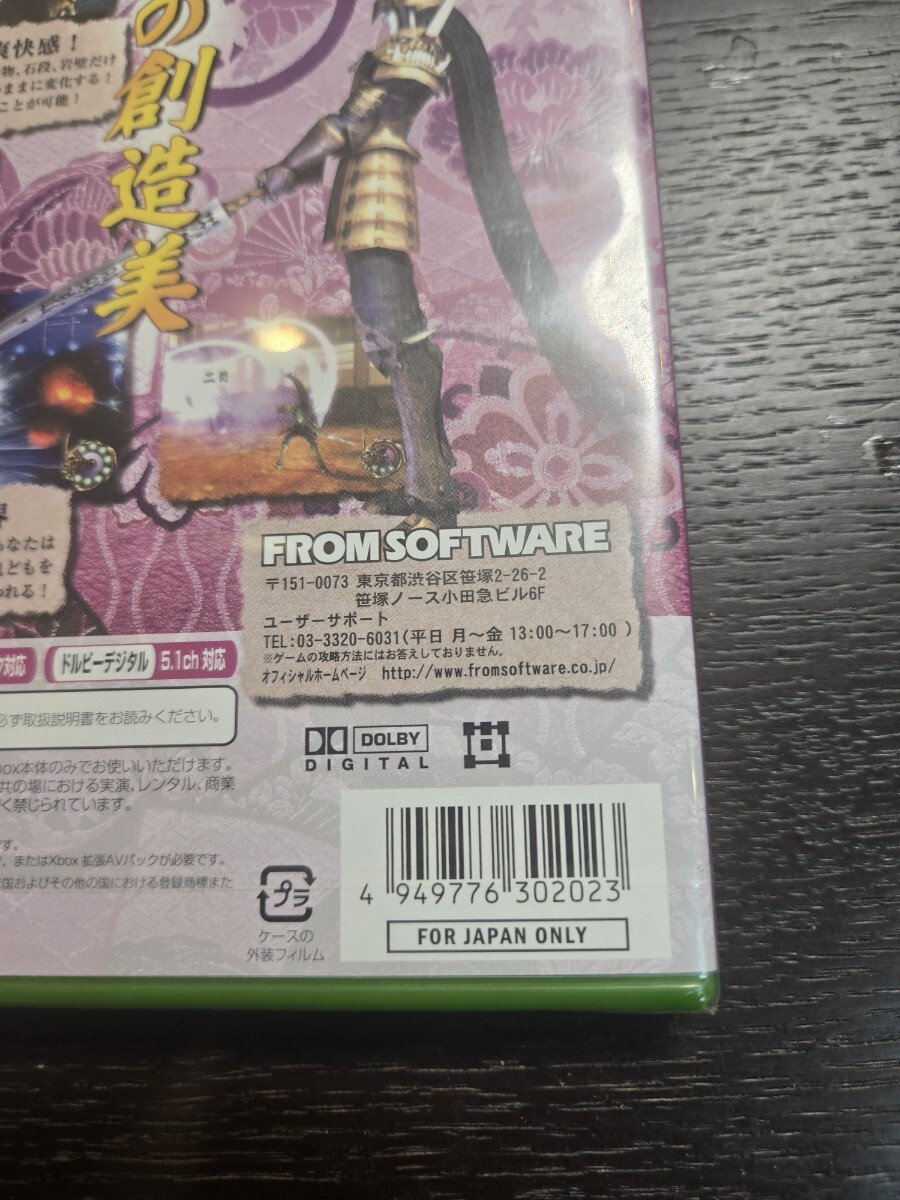 爽快感！
物、石段、岩壁だけ
ままに変化する！
ことが可能！
の創造美
界
あなたは
ほどもを
われる！
FROM SOFTWARE
〒151-0073 東京都渋谷区笹塚2-26-2
笹塚ノース小田急ビル6F
ユーザーサポート
TEL:03-3320-6031(平日 月～金 13:00～17:00 )
※ゲームの攻略方法にはお答えしておりません。
オフィシャルホームページ http://www.fromsoftware.co.jp/
対応
ドルビーデジタル 5.1ch 対応
必ず取扱説明書をお読みください。
DOLBY
DIGITAL
box本体のみでお使いいただけます。
共の場における実演、レンタル、商業
く禁じられています。
です。
、またはXbox 拡張AVパックが必要です。
米国およびその他の国における登録商標また
プラ
ケースの
外装フィルム
4 949776 302023
FOR JAPAN ONLY